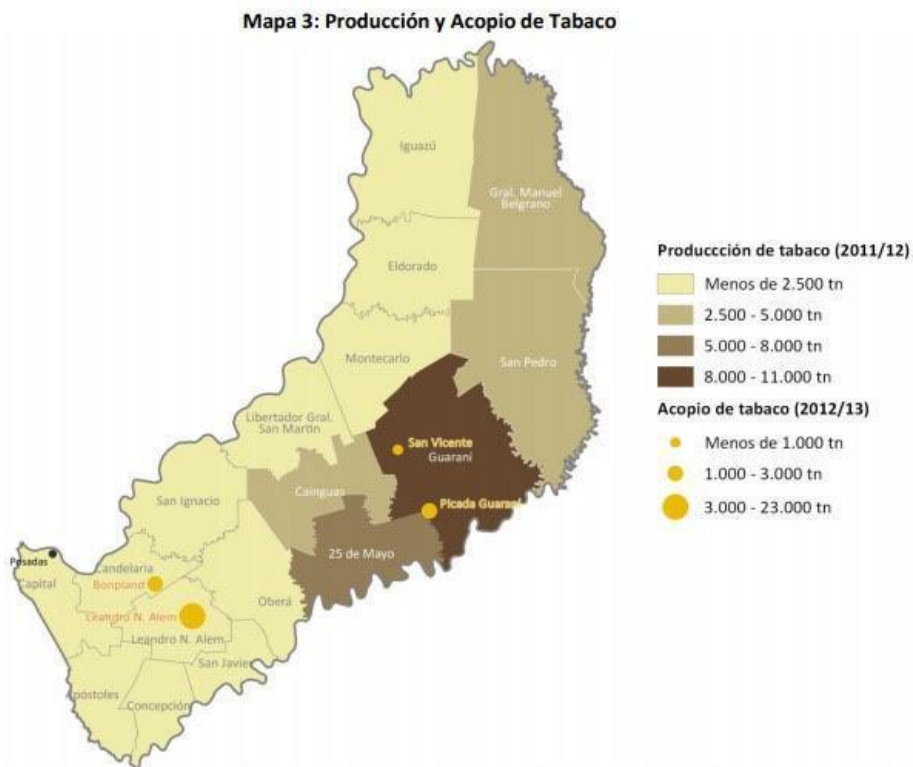 Mapa 3: Producción y Acopio de Tabaco
Iguazú
Gral. Manuel
Belgrano
Eldorado
Montecarlo
San Pedro
Libertador Gral.
San Martín
San Vicente
Guaraní
Cainguas
Picada Guaraní
San Ignacio
25 de Mayo
Posadas
Capital
Candelaria
Bonpland
Oberá
Leandro N. Alem
Leandro N. Alem
San Javier
Apóstoles
Concepción
Produccción de tabaco (2011/12)
Menos de 2.500 tn
2.500 - 5.000 tn
5.000 - 8.000 tn
8.000 - 11.000 tn
Acopio de tabaco (2012/13)
Menos de 1.000 tn
1.000 - 3.000 tn
3.000 - 23.000 tn